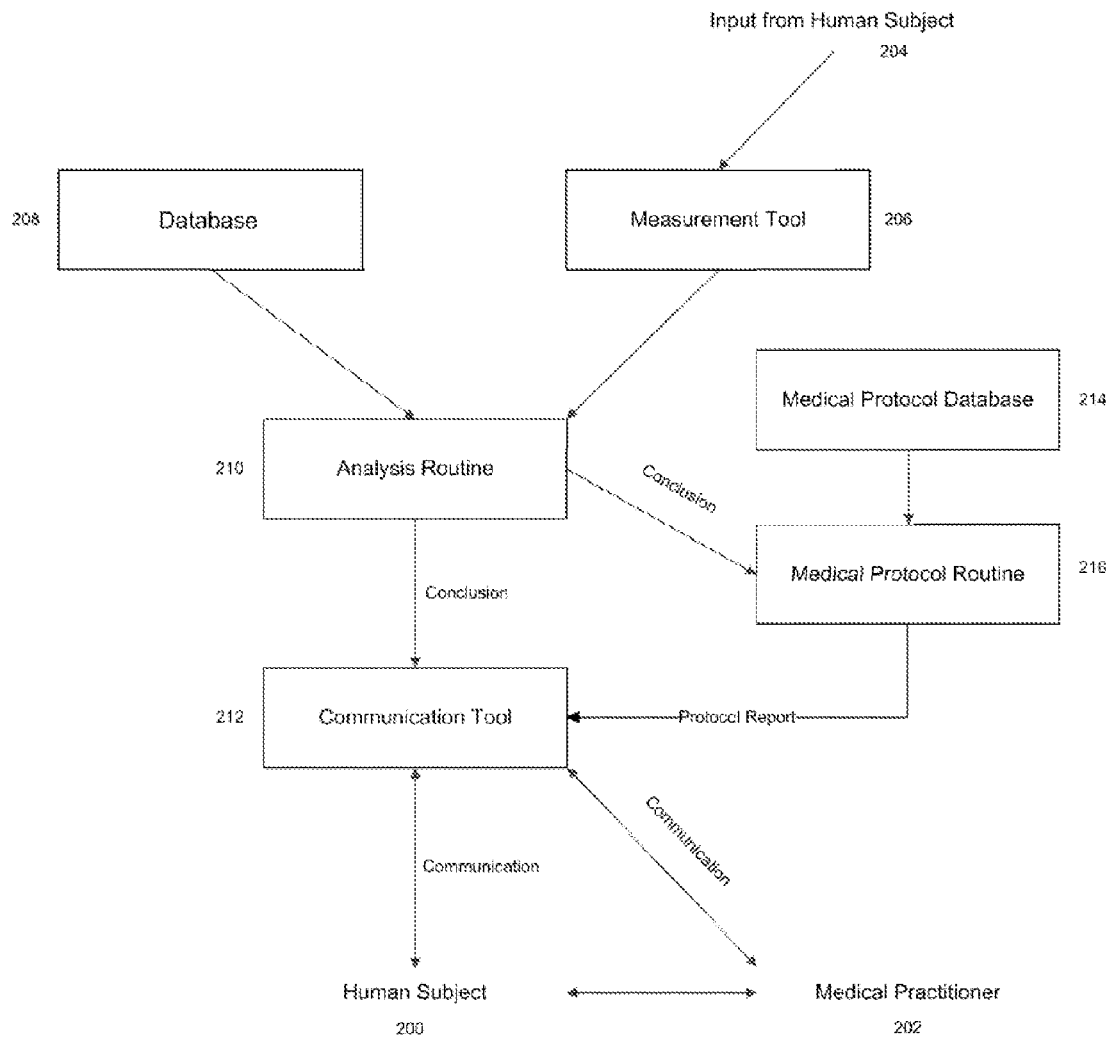 Input from Human Subject
204
208
Database
Measurement Tool
206
Medical Protocol Database
214
210
Analysis Routine
Conclusion
Medical Protocol Routine
216
Conclusion
212
Communication Tool
Protocol Report
Communication
Communication
Human Subject
200
Medical Practitioner
202